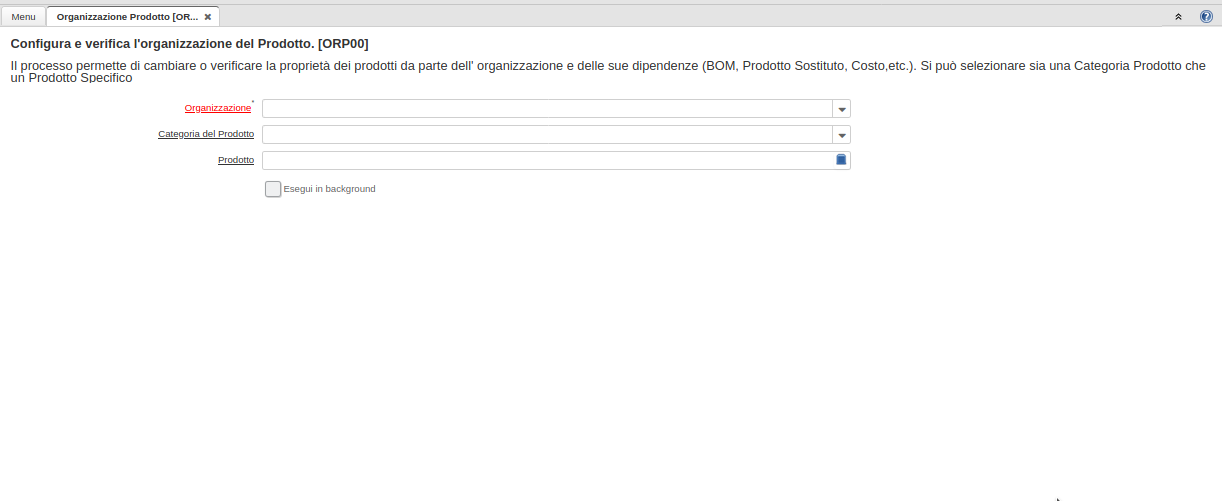 Menu
Organizzazione Prodotto [OR...
Configura e verifica l'organizzazione del Prodotto. [ORP00]
Il processo permette di cambiare o verificare la proprietà dei prodotti da parte dell' organizzazione e delle sue dipendenze (BOM, Prodotto Sostituto, Costo,etc.). Si può selezionare sia una Categoria Prodotto che
un Prodotto Specifico
Organizzazione*
Categoria del Prodotto
Prodotto
Esegui in background